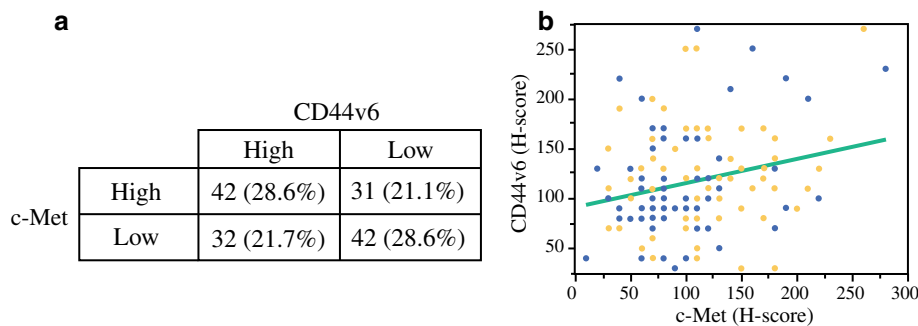 a
CD44v6
High Low
c-Met
High 42 (28.6%) 31 (21.1%)
Low 32 (21.7%) 42 (28.6%)
b
CD44v6 (H-score)
250
200
150
100
50
0 50 100 150 200 250 300
c-Met (H-score)